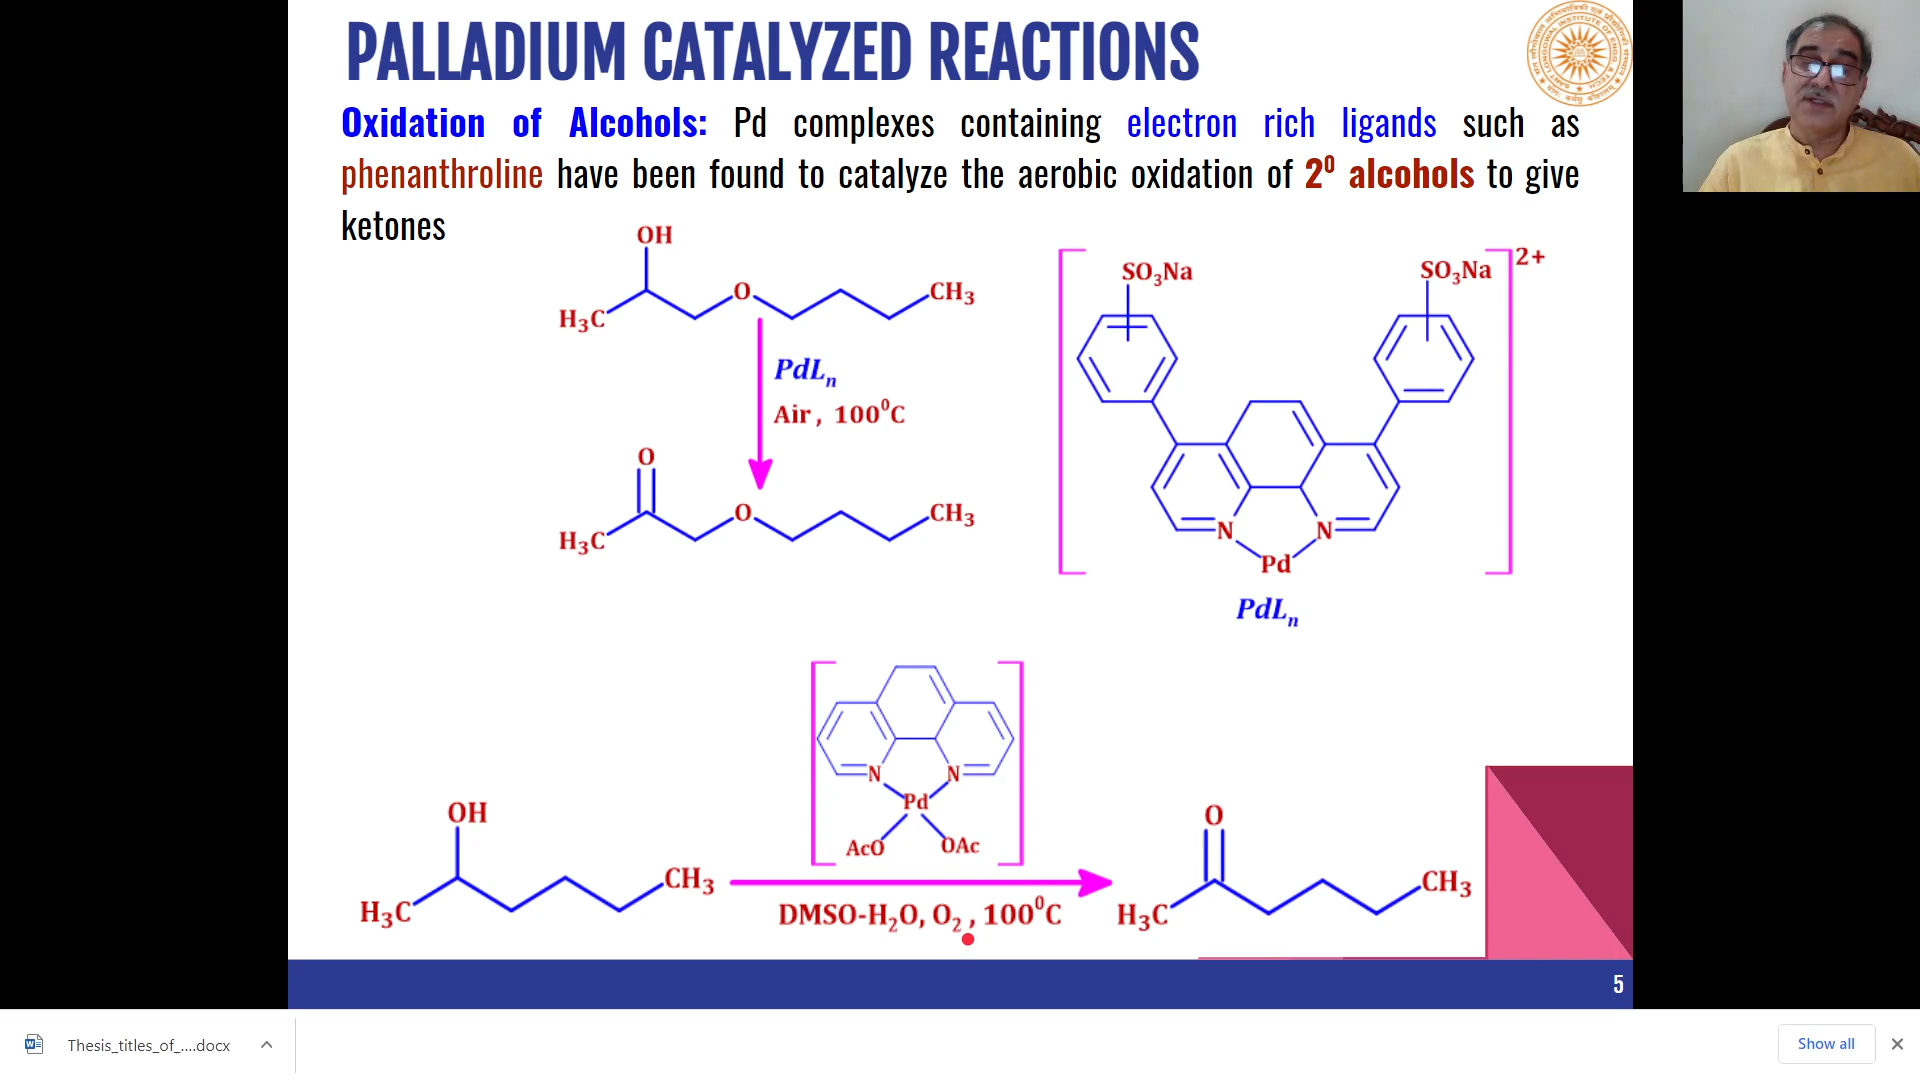 PALLADIUM CATALYZED REACTIONS
Oxidation of Alcohols: Pd complexes containing electron rich ligands such as
phenanthroline have been found to catalyze the aerobic oxidation of 2⁰ alcohols to give
ketones
OH
H₃C O CH₃
PdLₙ
Air, 100⁰C
O
H₃C O CH₃
SO₃Na SO₃Na 2+
N N
Pd
PdLₙ
N N
Pd
AcO OAc
OH
H₃C CH₃
DMSO-H₂O, O₂, 100⁰C
O
H₃C CH₃
5
Thesis_titles_of_....docx
Show all